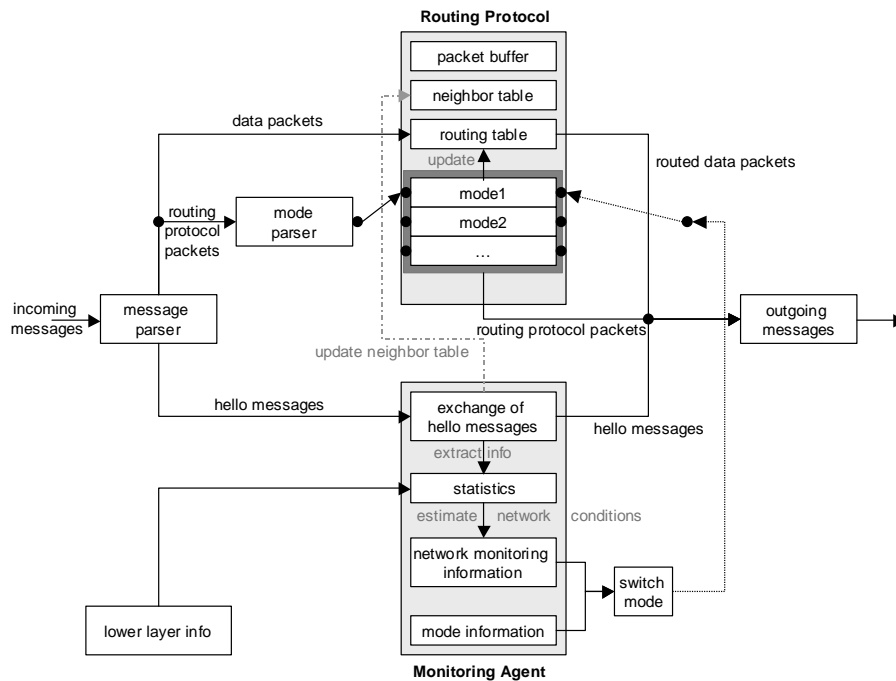 Routing Protocol
packet buffer
neighbor table
data packets
routing table
update
routed data packets
mode1
routing
protocol
packets
mode
parser
mode2
...
incoming
messages
message
parser
outgoing
messages
routing protocol packets
update neighbor table
hello messages
exchange of
hello messages
hello messages
extract info
statistics
estimate network conditions
network monitoring
information
switch
mode
lower layer info
mode information
Monitoring Agent